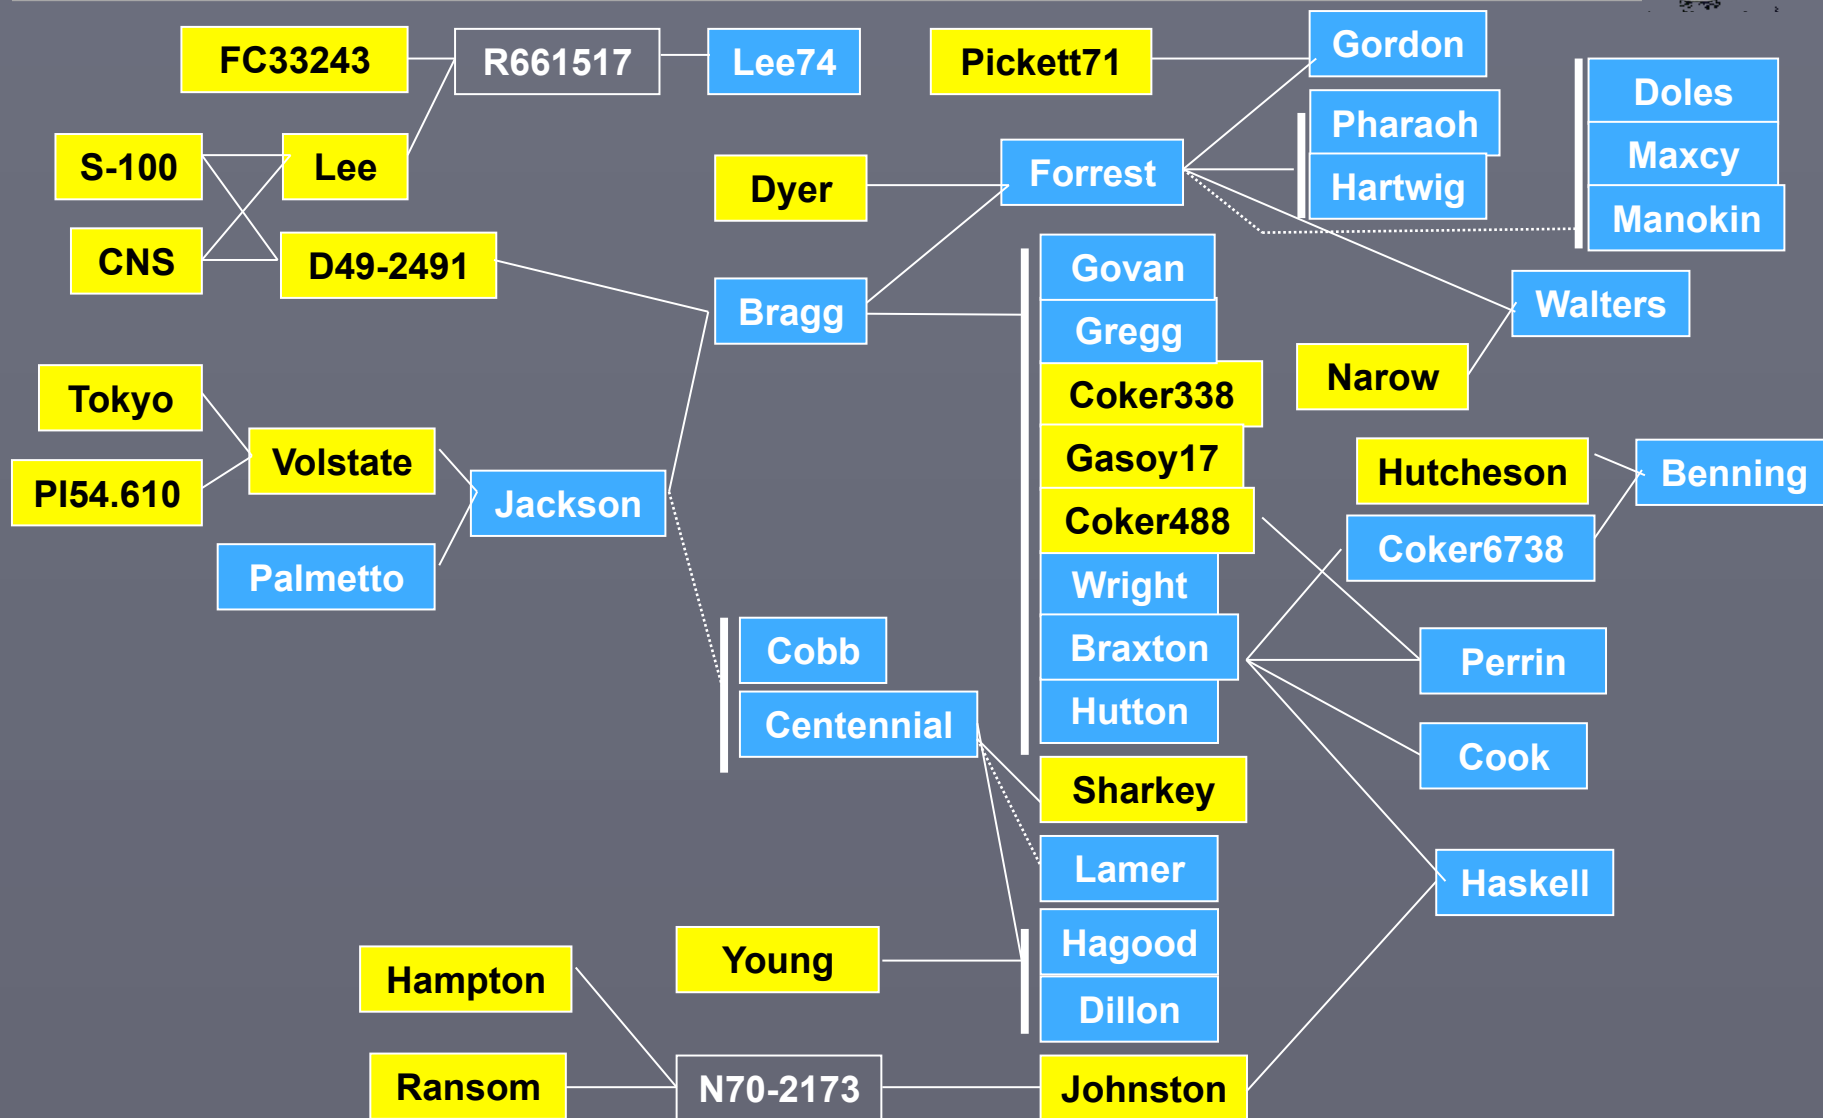 FC33243
R661517
Lee74
Pickett71
Gordon
Doles
Pharaoh
Maxcy
S-100
Lee
Dyer
Forrest
Hartwig
Manokin
CNS
D49-2491
Bragg
Govan
Walters
Gregg
Tokyo
Coker338
Narow
Volstate
Gasoy17
Hutcheson
Benning
PI54.610
Jackson
Coker488
Coker6738
Palmetto
Wright
Cobb
Braxton
Perrin
Centennial
Hutton
Cook
Sharkey
Lamer
Haskell
Hampton
Young
Hagood
Dillon
Ransom
N70-2173
Johnston